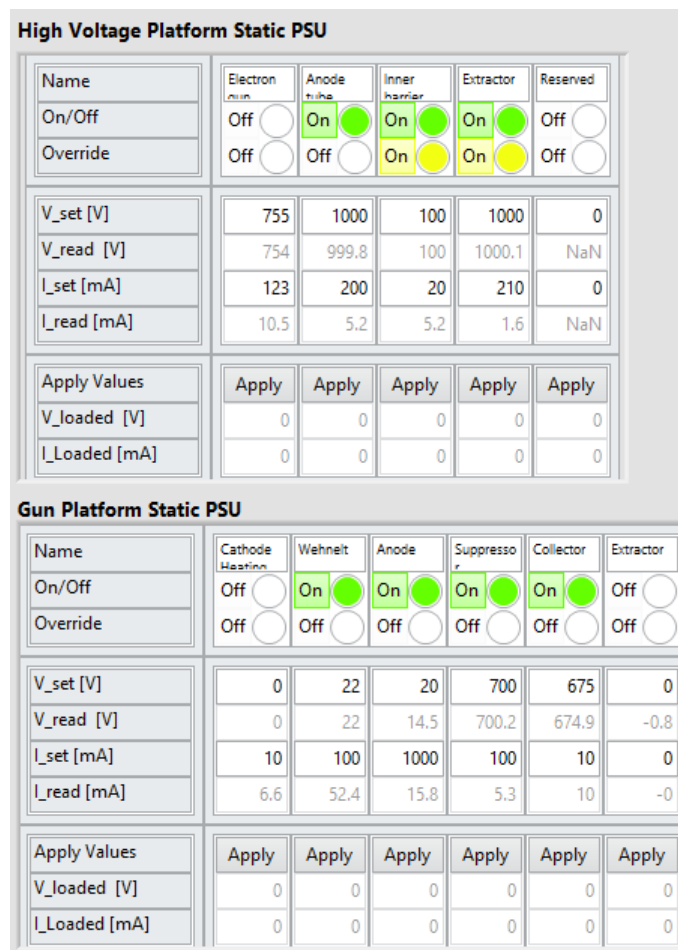 High Voltage Platform Static PSU
Name Electron gun Anode tube Inner barrier Extractor Reserved
On/Off Off On On On Off
Override Off Off On On Off
V_set [V] 755 1000 100 1000 0
V_read [V] 754 999.8 100 1000.1 NaN
I_set [mA] 123 200 20 210 0
I_read [mA] 10.5 5.2 5.2 1.6 NaN
Apply Values Apply Apply Apply Apply Apply
V_loaded [V] 0 0 0 0 0
I_Loaded [mA] 0 0 0 0 0
Gun Platform Static PSU
Name Cathode Heating Wehnelt Anode Suppressor Collector Extractor
On/Off Off On On On On Off
Override Off Off Off Off Off Off
V_set [V] 0 22 20 700 675 0
V_read [V] 0 22 14.5 700.2 674.9 -0.8
I_set [mA] 10 100 1000 100 10 0
I_read [mA] 6.6 52.4 15.8 5.3 10 -0
Apply Values Apply Apply Apply Apply Apply Apply
V_loaded [V] 0 0 0 0 0 0
I_Loaded [mA] 0 0 0 0 0 0